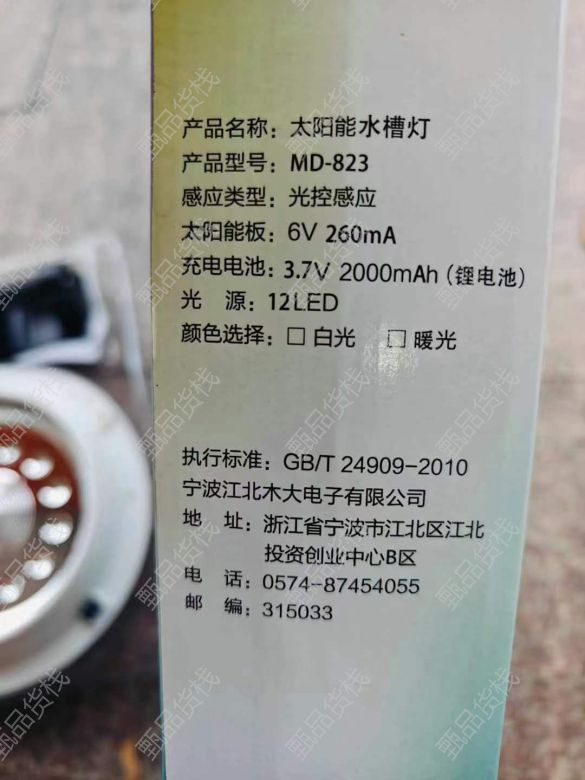 产品名称：太阳能水槽灯
产品型号：MD-823
感应类型：光控感应
太阳能板：6V 260mA
充电电池：3.7V 2000mAh（锂电池）
光 源：12LED
颜色选择：□ 白光 □ 暖光
执行标准：GB/T 24909-2010
宁波江北木大电子有限公司
地 址：浙江省宁波市江北区江北
投资创业中心B区
电 话：0574-87454055
邮 编：315033
甄品货栈